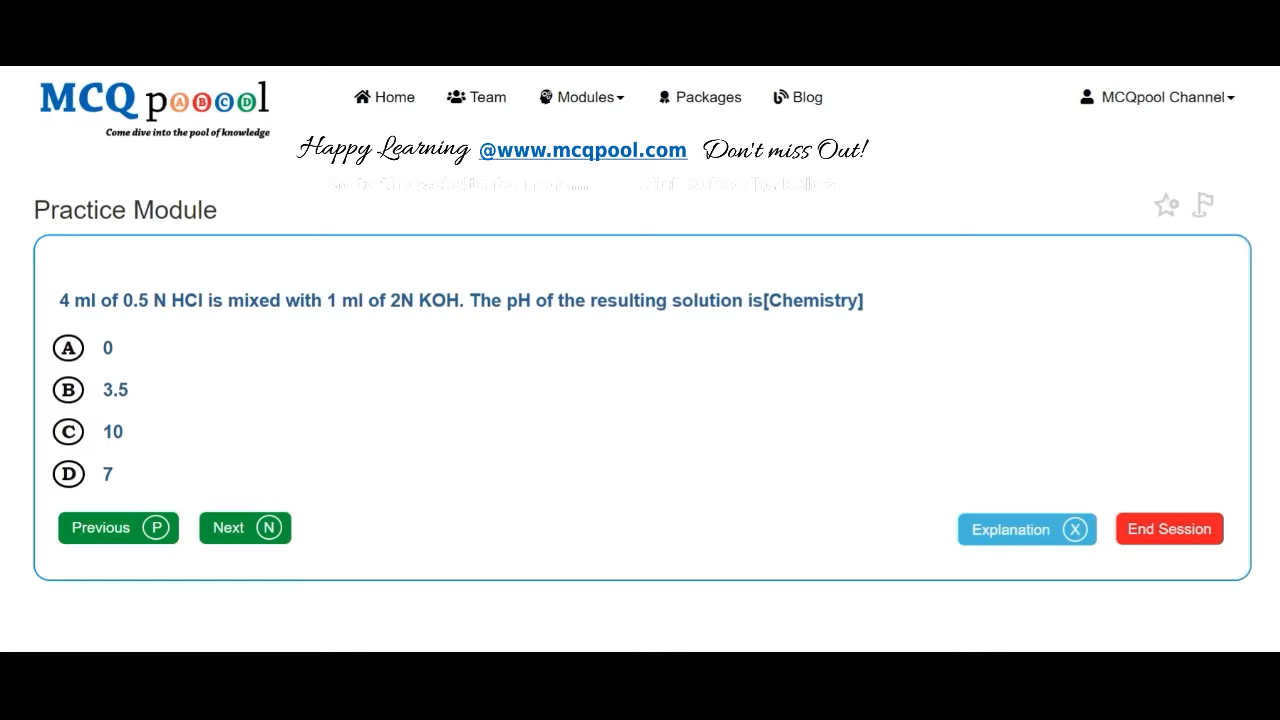 MCQ pABCDl
Come dive into the pool of knowledge
Home Team Modules Packages Blog MCQpool Channel
Happy Learning @www.mcqpool.com Don't miss Out!
Practice Module
4 ml of 0.5 N HCl is mixed with 1 ml of 2N KOH. The pH of the resulting solution is[Chemistry]
A 0
B 3.5
C 10
D 7
Previous P Next N Explanation X End Session